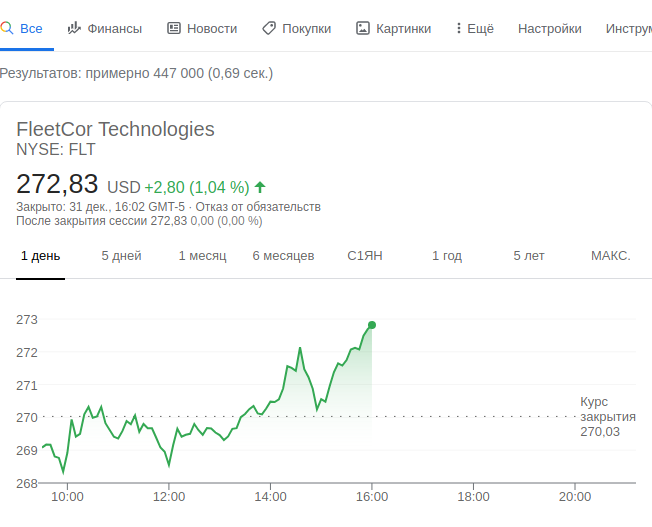 Все Финансы Новости Покупки Картинки Ещё Настройки
Результатов: примерно 447 000 (0,69 сек.)
FleetCor Technologies
NYSE: FLT
272,83 USD +2,80 (1,04 %)
Закрыто: 31 дек., 16:02 GMT-5 · Отказ от обязательств
После закрытия сессии 272,83 0,00 (0,00 %)
1 день 5 дней 1 месяц 6 месяцев С1ЯН 1 год 5 лет МАКС.
273
272
271
270
269
268
Курс
закрытия
270,03
10:00 12:00 14:00 16:00 18:00 20:00